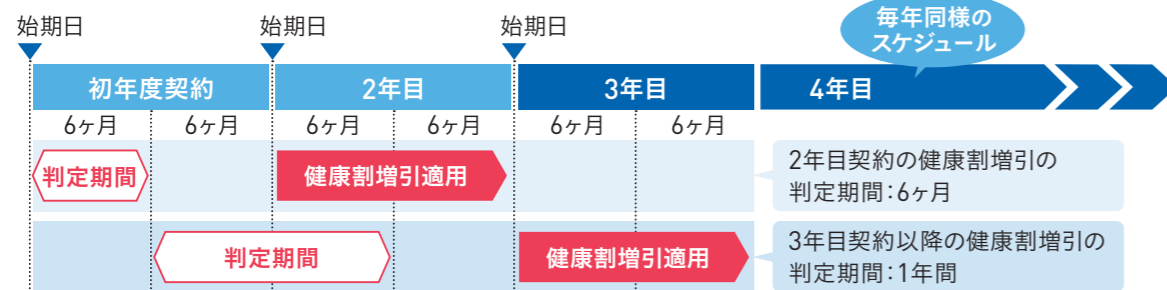 毎年同様の
スケジュール
始期日
始期日
始期日
初年度契約
2年目
3年目
4年目
6ヶ月
6ヶ月
6ヶ月
6ヶ月
6ヶ月
6ヶ月
判定期間
健康割増引適用
2年目契約の健康割増引の
判定期間:6ヶ月
判定期間
健康割増引適用
3年目契約以降の健康割増引の
判定期間:1年間